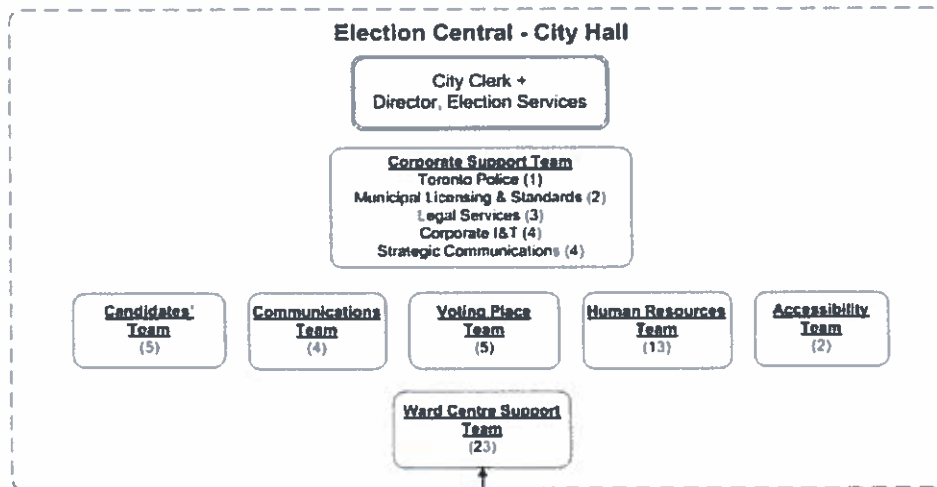 Election Central - City Hall
City Clerk +
Director, Election Services
Corporate Support Team
Toronto Police (1)
Municipal Licensing & Standards (2)
Legal Services (3)
Corporate I&T (4)
Strategic Communications (4)
Candidates'
Team
(5)
Communications
Team
(4)
Voting Place
Team
(5)
Human Resources
Team
(13)
Accessibility
Team
(2)
Ward Centre Support
Team
(23)